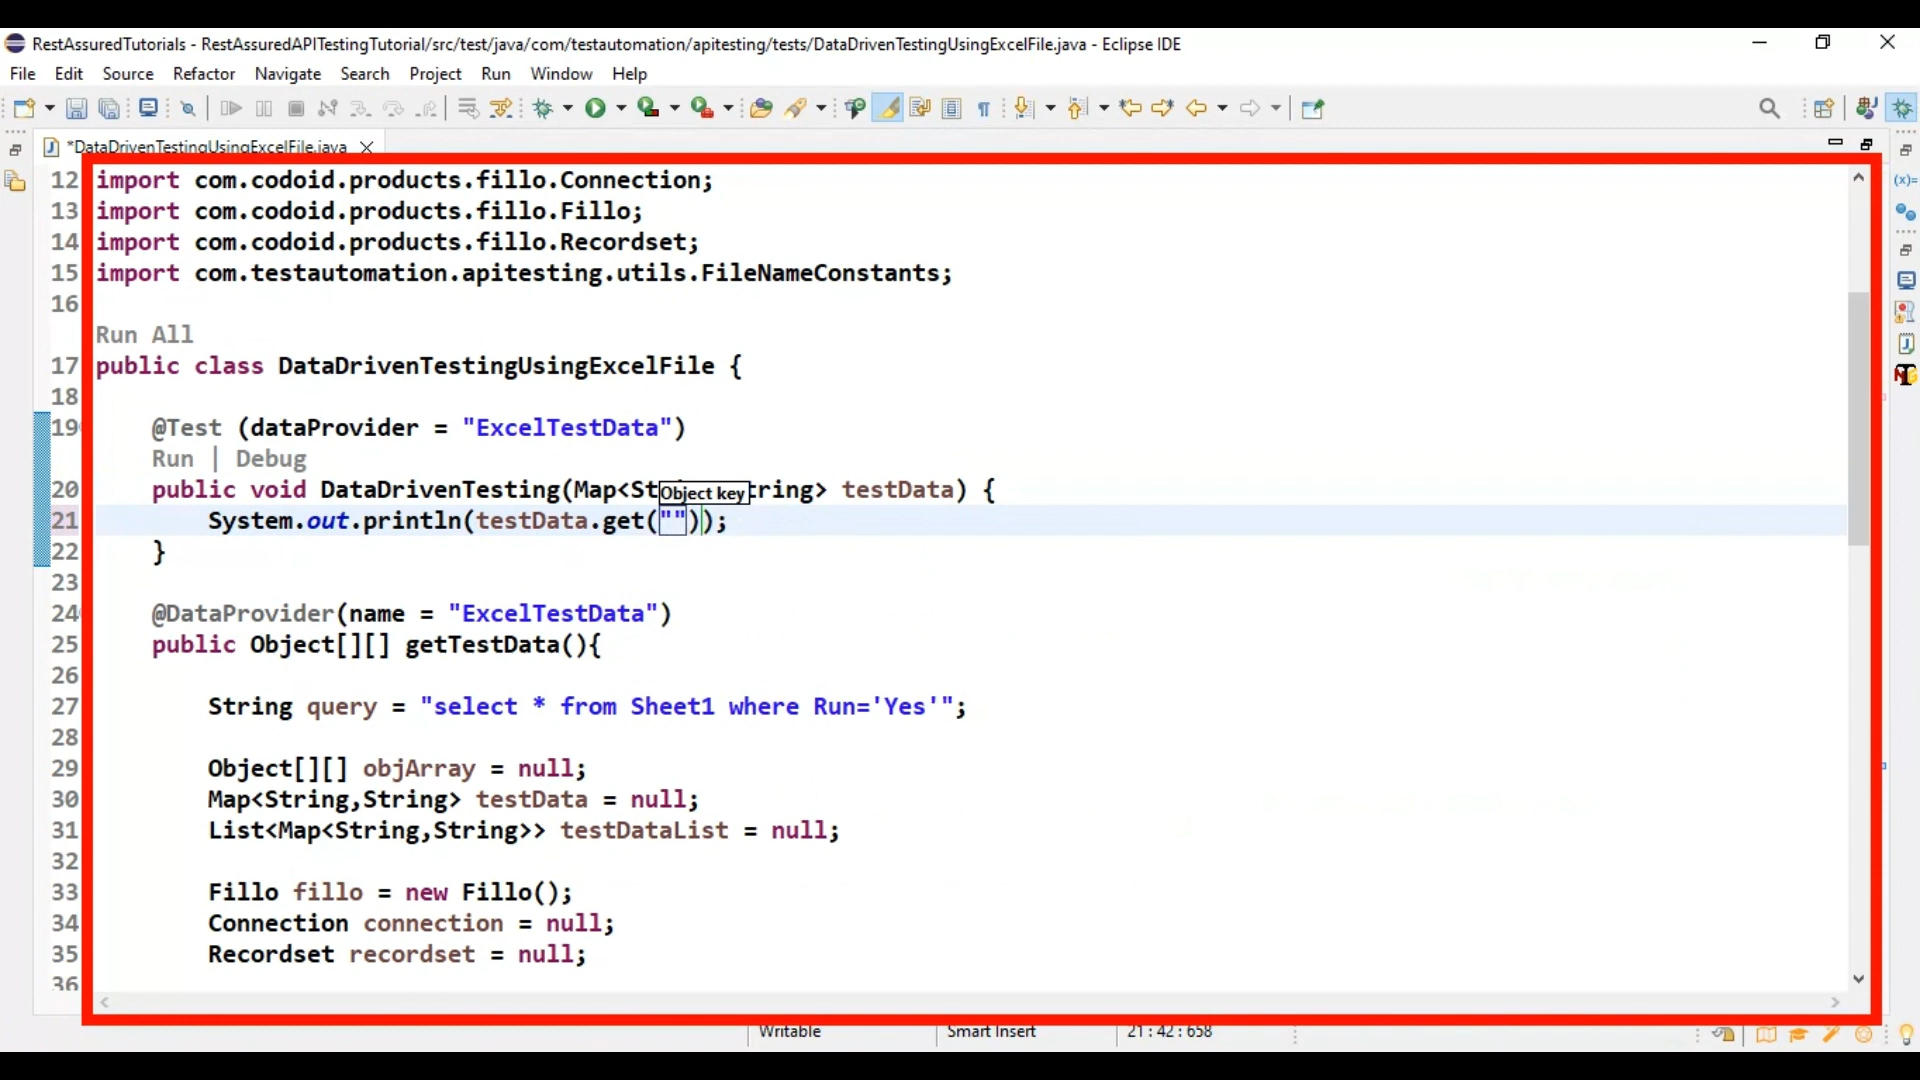 RestAssuredTutorials - RestAssuredAPITestingTutorial/src/test/java/com/testautomation/apitesting/tests/DataDrivenTestingUsingExcelFile.java - Eclipse IDE
File Edit Source Refactor Navigate Search Project Run Window Help
*DataDrivenTestingUsingExcelFile.java
12 import com.codoid.products.fillo.Connection;
13 import com.codoid.products.fillo.Fillo;
14 import com.codoid.products.fillo.Recordset;
15 import com.testautomation.apitesting.utils.FileNameConstants;
16
Run All
17 public class DataDrivenTestingUsingExcelFile {
18
19 @Test (dataProvider = "ExcelTestData")
Run | Debug
20 public void DataDrivenTesting(Map<St tring> testData) {
Object key
21 System.out.println(testData.get(""));
22 }
23
24 @DataProvider(name = "ExcelTestData")
25 public Object[][] getTestData(){
26
27 String query = "select * from Sheet1 where Run='Yes'";
28
29 Object[][] objArray = null;
30 Map<String,String> testData = null;
31 List<Map<String,String>> testDataList = null;
32
33 Fillo fillo = new Fillo();
34 Connection connection = null;
35 Recordset recordset = null;
36
Writable Smart Insert 21 : 42 : 658